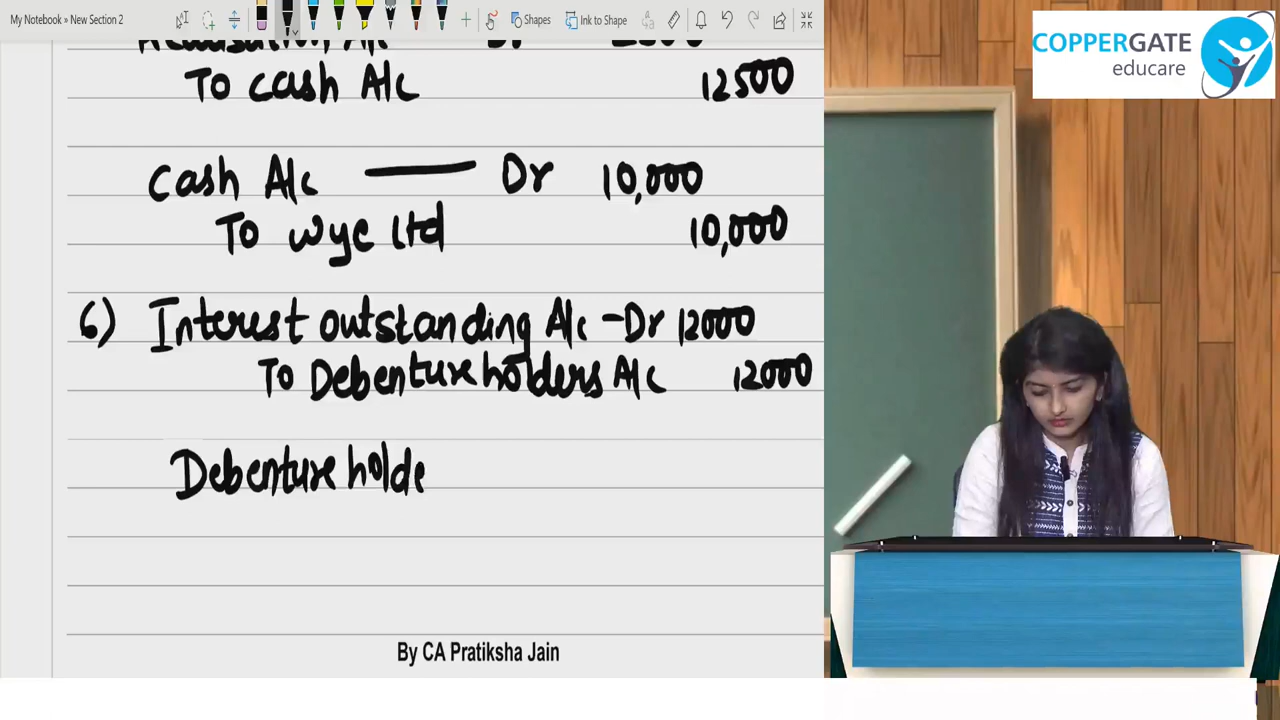 My Notebook » New Section 2
Shapes
Ink to Shape
COPPERGATE
educare
Dr
To cash A/c 12500
Cash A/c — Dr 10,000
To Wye Ltd 10,000
6) Interest outstanding A/c - Dr 12000
To Debenture holders A/c 12000
Debenture holde
By CA Pratiksha Jain